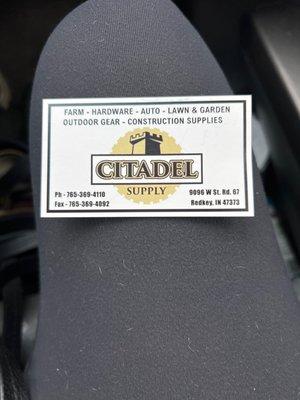 FARM - HARDWARE - AUTO - LAWN & GARDEN
OUTDOOR GEAR - CONSTRUCTION SUPPLIES
CITADEL
SUPPLY
Ph - 765-369-4110
Fax - 765-369-4092
9096 W St. Rd. 67
Redkey, IN 47373